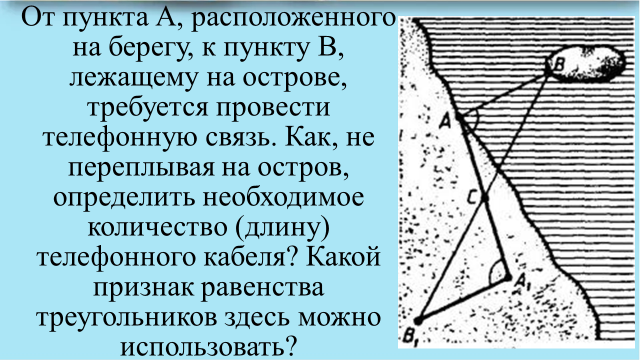 От пункта А, расположенного
на берегу, к пункту В,
лежащему на острове,
требуется провести
телефонную связь. Как, не
переплывая на остров,
определить необходимое
количество (длину)
телефонного кабеля? Какой
признак равенства
треугольников здесь можно
использовать?
B
A
C
A₁
B₁